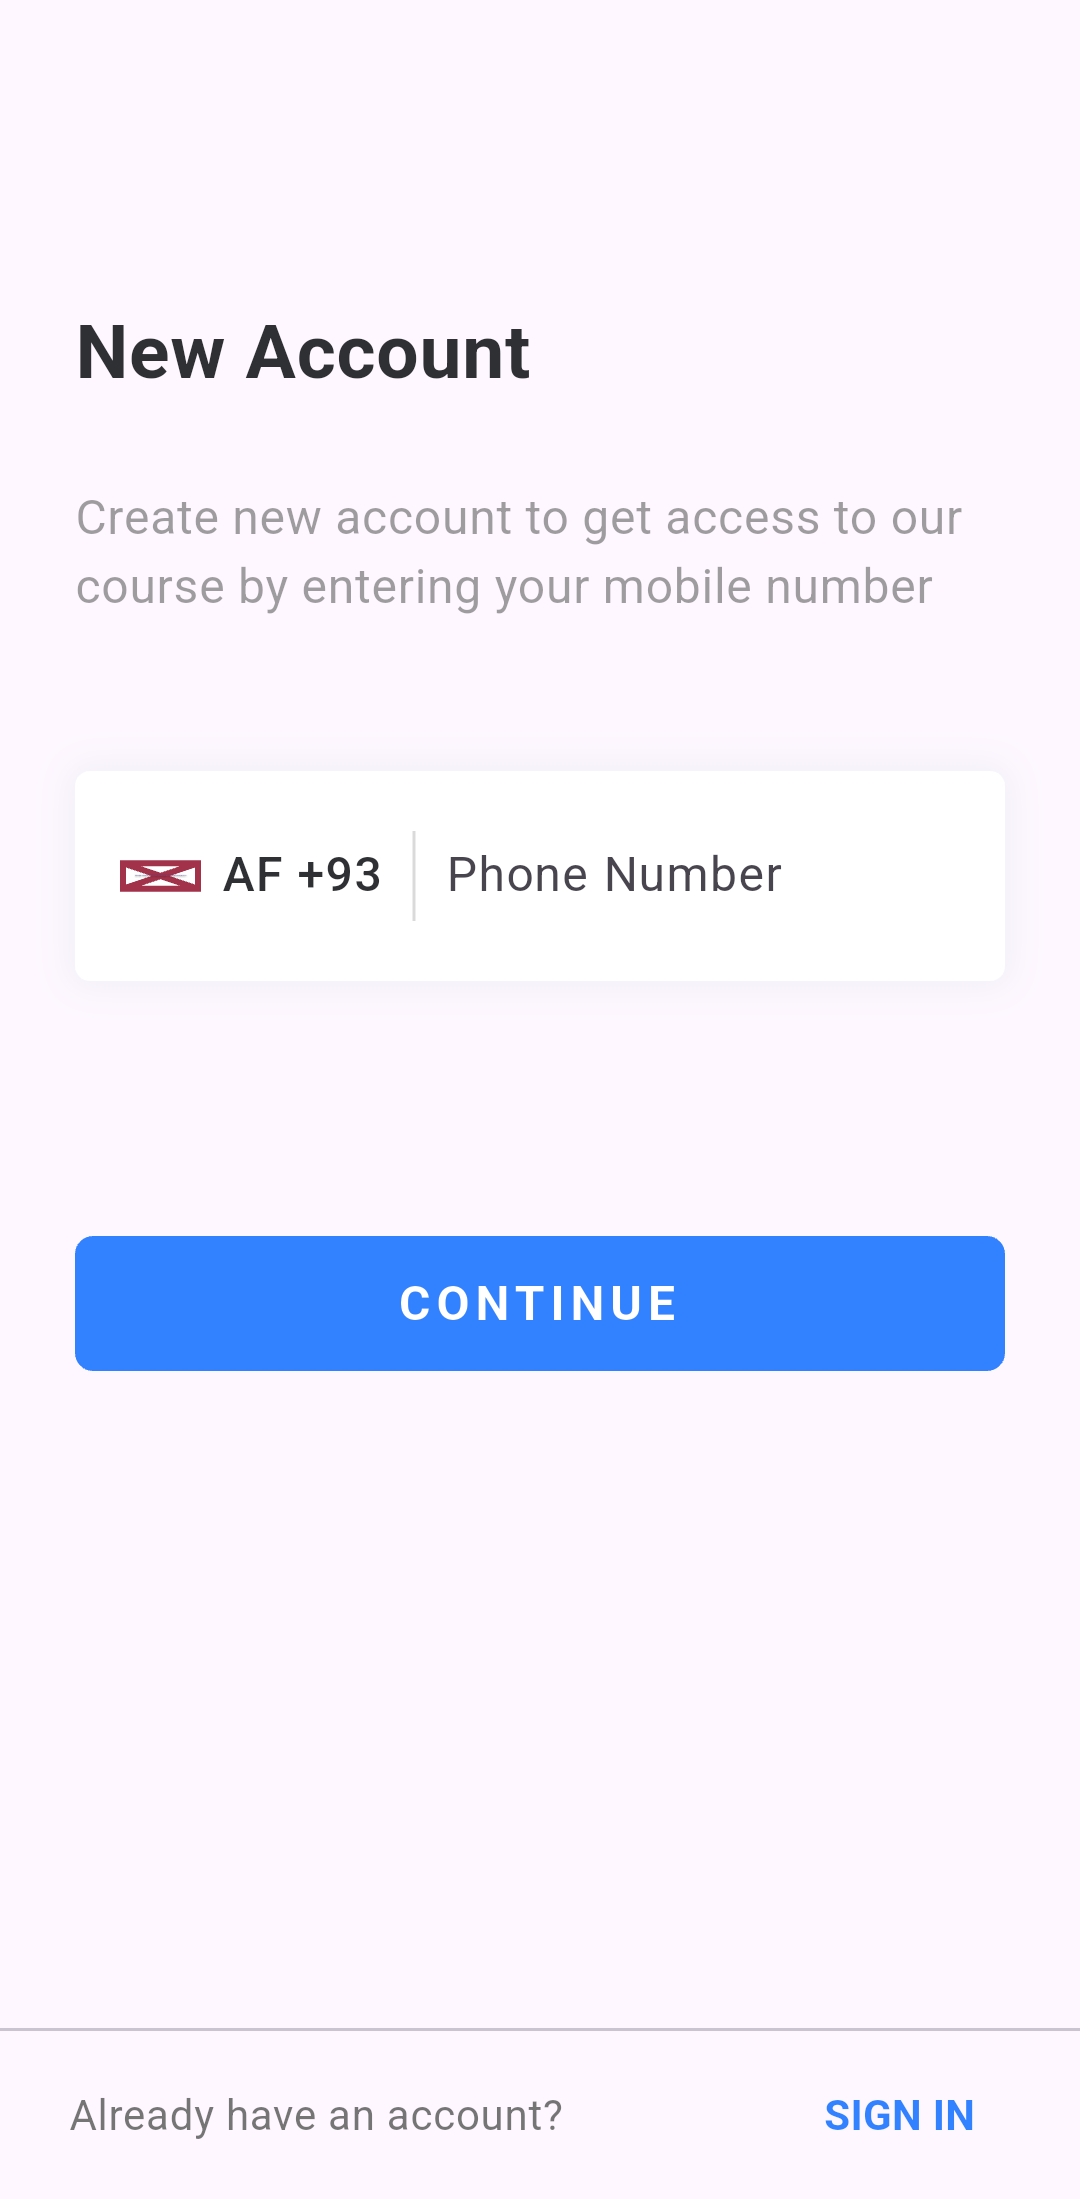 New Account
Create new account to get access to our
course by entering your mobile number
AF +93 Phone Number
CONTINUE
Already have an account? SIGN IN